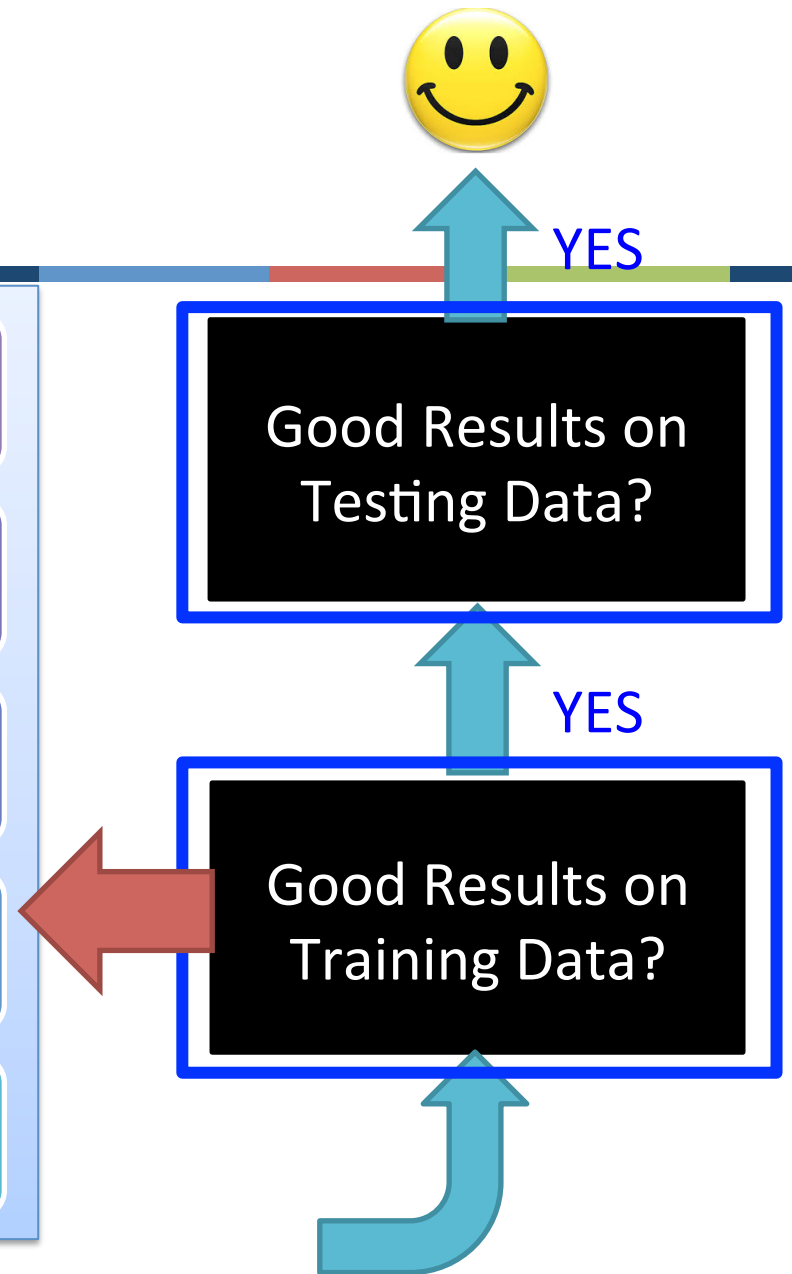 YES
Good Results on
Testing Data?
YES
Good Results on
Training Data?